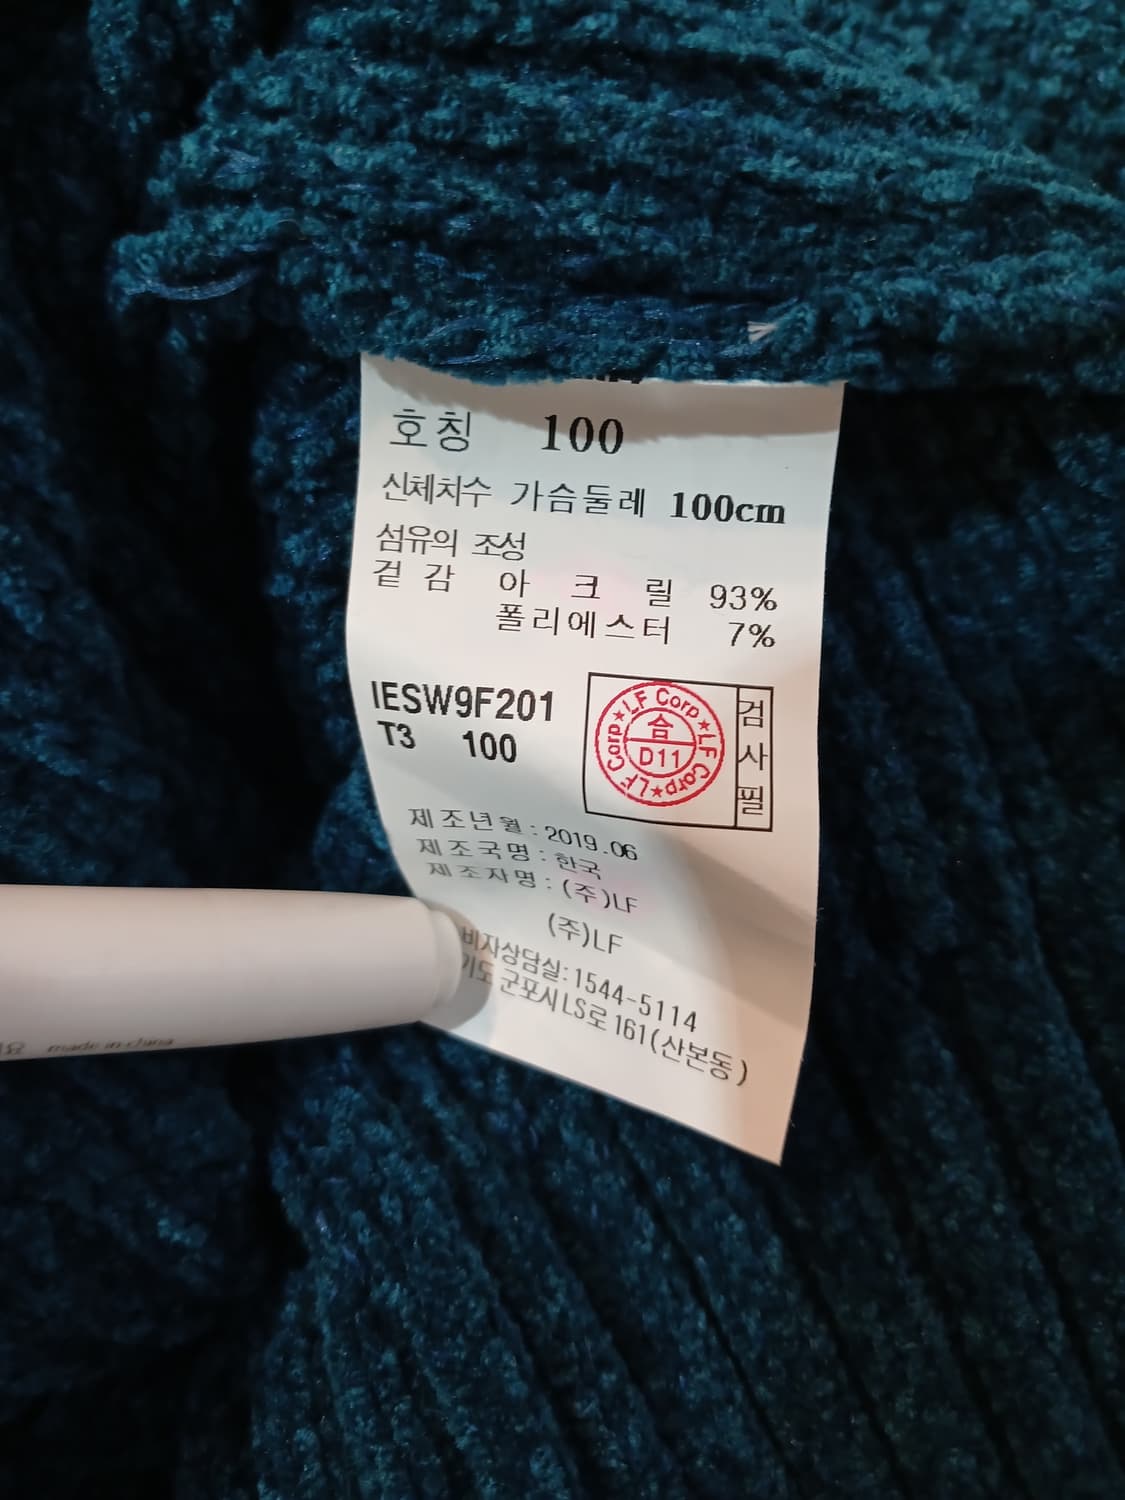 호칭 100
신체치수 가슴둘레 100cm
섬유의 조성
겉감 아크릴 93%
폴리에스터 7%
IESW9F201
T3 100
★LF Corp★LF Corp★LF Corp
합
D11
검사필
제조년월 : 2019.06
제조국명 : 한국
제조자명 : (주)LF
(주)LF
비자상담실:1544-5114
기도 군포시 LS로 161(산본동)
made in china